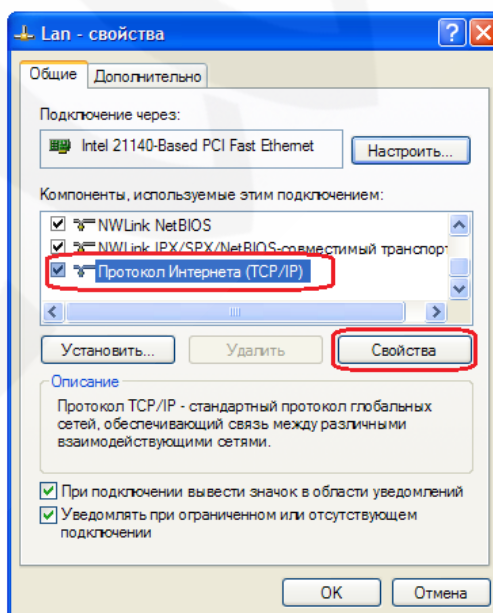 Lan - свойства
Общие
Дополнительно
Подключение через:
Intel 21140-Based PCI Fast Ethernet
Настроить...
Компоненты, используемые этим подключением:
NWLink NetBIOS
NWLink IPX/SPX/NetBIOS-совместимый транспорт
Протокол Интернета (TCP/IP)
Установить...
Удалить
Свойства
Описание
Протокол TCP/IP - стандартный протокол глобальных
сетей, обеспечивающий связь между различными
взаимодействующими сетями.
При подключении вывести значок в области уведомлений
Уведомлять при ограниченном или отсутствующем
подключении
OK
Отмена